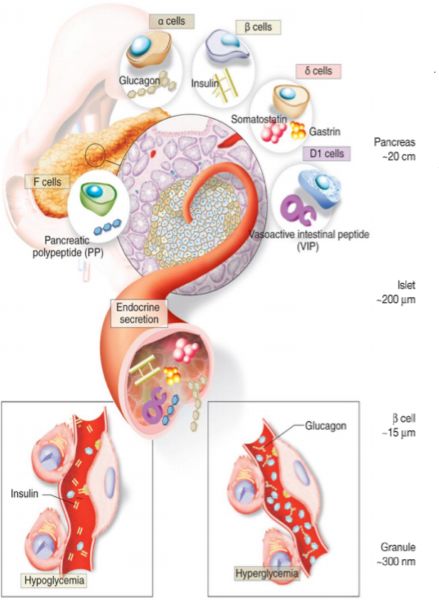 α cells
β cells
Glucagon
Insulin
δ cells
Somatostatin
Gastrin
D1 cells
Pancreas
~20 cm
F cells
Pancreatic
polypeptide (PP)
Vasoactive intestinal peptide
(VIP)
Islet
~200 μm
Endocrine
secretion
β cell
~15 μm
Glucagon
Insulin
Granule
~300 nm
Hypoglycemia
Hyperglycemia